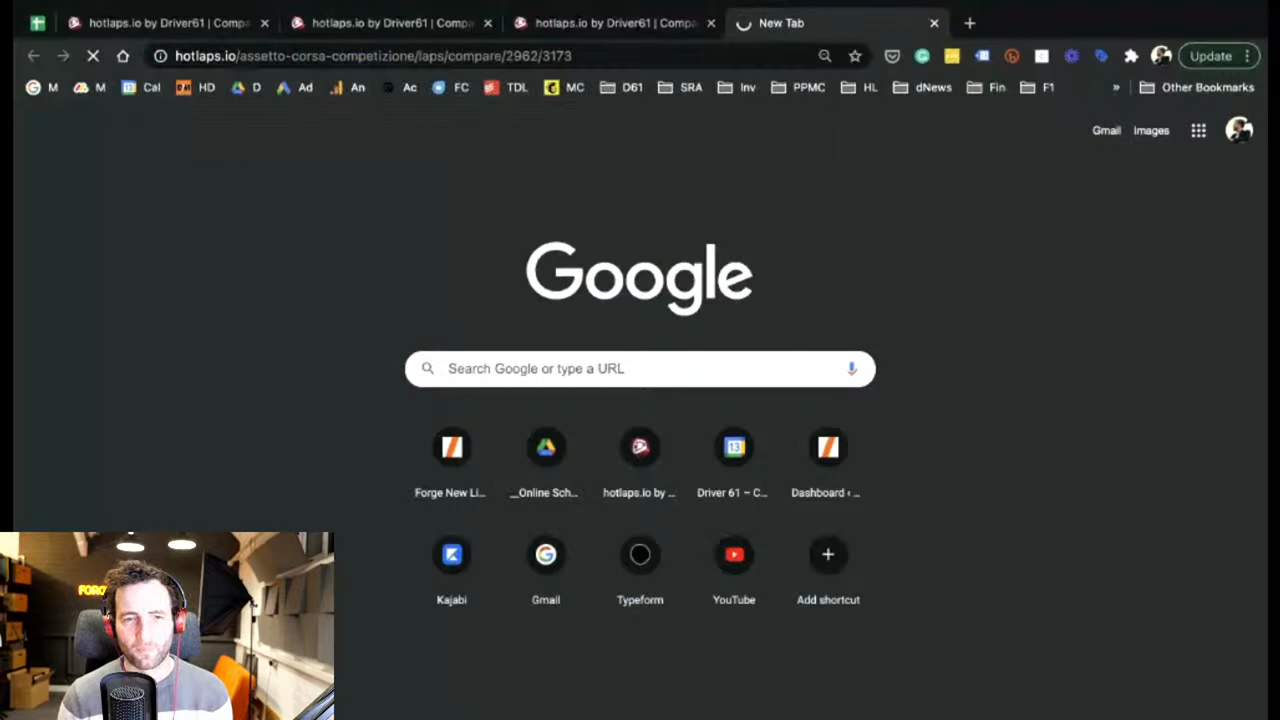 hotlaps.io by Driver61 | Compa
hotlaps.io by Driver61 | Compa
hotlaps.io by Driver61 | Compa
New Tab
hotlaps.io/assetto-corsa-competizione/laps/compare/2962/3173
Update
M
M
Cal
HD
D
Ad
An
Ac
FC
TDL
MC
D61
SRA
Inv
PPMC
HL
dNews
Fin
F1
»
Other Bookmarks
Gmail
Images
Google
Search Google or type a URL
Forge New Li...
__Online Sch...
hotlaps.io by ...
Driver 61 – C...
Dashboard ‹ ...
Kajabi
Gmail
Typeform
YouTube
Add shortcut